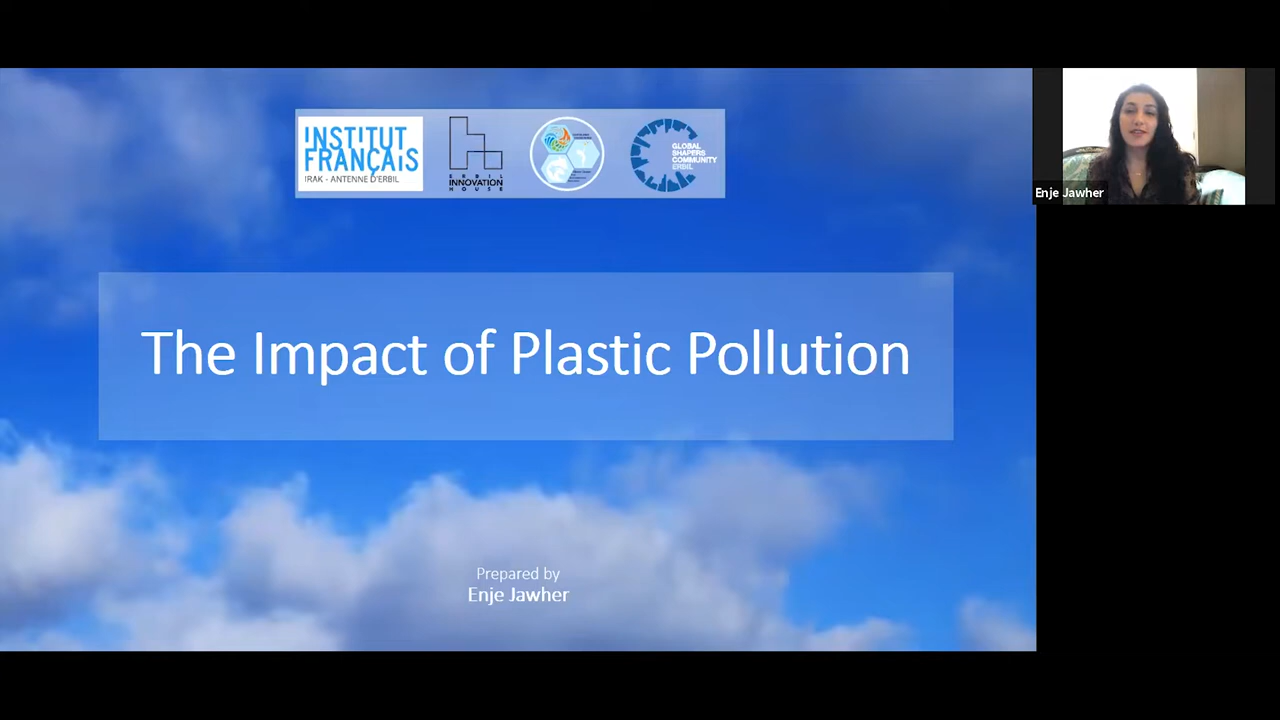 INSTITUT
FRANÇAIS
IRAK - ANTENNE D'ERBIL
ERBIL
INNOVATION
HOUSE
GLOBAL
SHAPERS
COMMUNITY
ERBIL
Enje Jawher
The Impact of Plastic Pollution
Prepared by
Enje Jawher